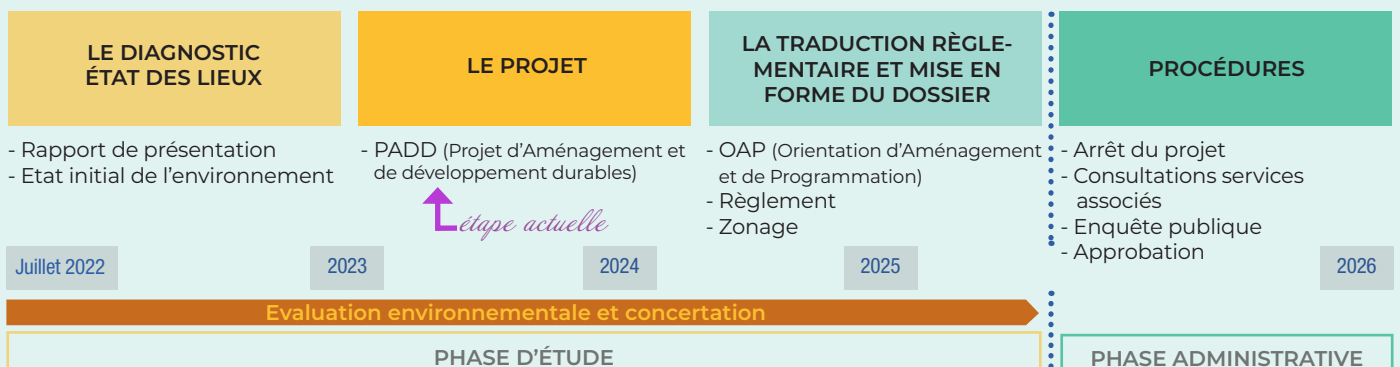 LE DIAGNOSTIC
ÉTAT DES LIEUX
- Rapport de présentation
- Etat initial de l'environnement
LE PROJET
- PADD (Projet d'Aménagement et
de développement durables)
étape actuelle
LA TRADUCTION RÈGLE-
MENTAIRE ET MISE EN
FORME DU DOSSIER
- OAP (Orientation d'Aménagement
et de Programmation)
- Règlement
- Zonage
PROCÉDURES
- Arrêt du projet
- Consultations services
associés
- Enquête publique
- Approbation
Juillet 2022
2023
2024
2025
2026
Evaluation environnementale et concertation
PHASE D'ÉTUDE
PHASE ADMINISTRATIVE